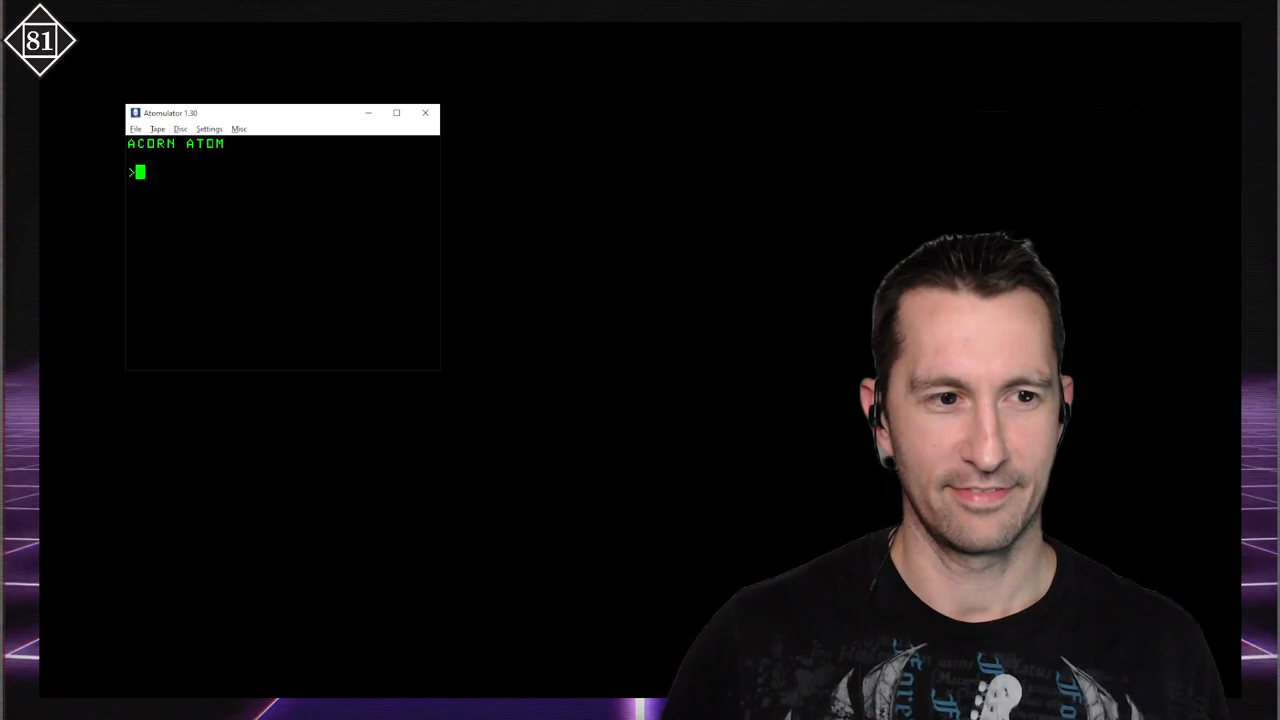 81
Atomulator 1.30
File Tape Disc Settings Misc
ACORN ATOM
>